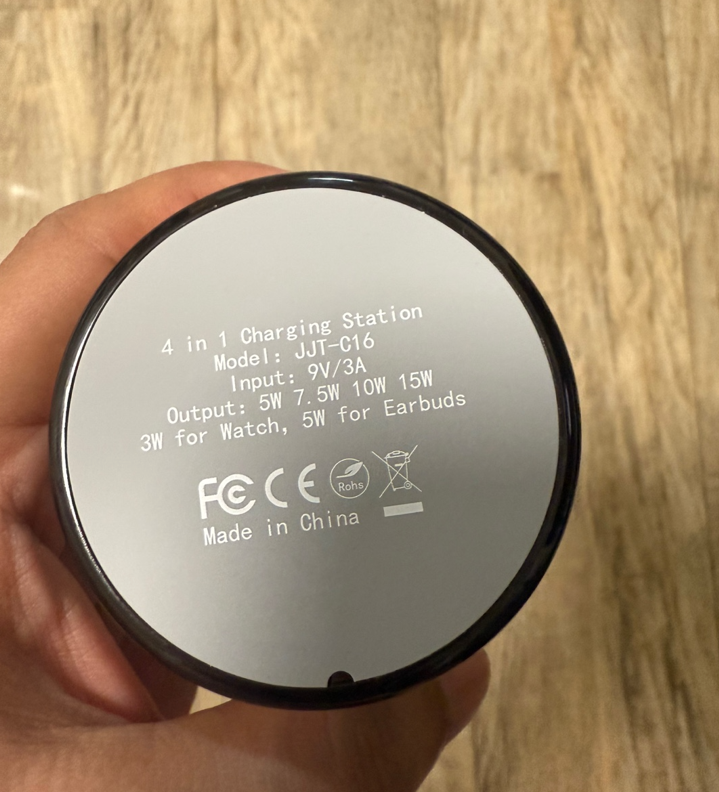 4 in 1 Charging Station
Model: JJT-C16
Input: 9V/3A
Output: 5W 7.5W 10W 15W
3W for Watch, 5W for Earbuds
FC CE Rohs
Made in China